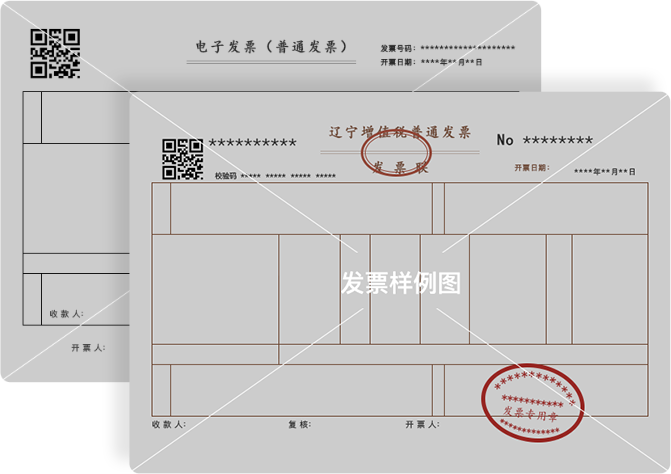 电子发票（普通发票）
发票号码：********************
开票日期：****年**月**日
辽宁增值税普通发票
**********
No ********
发票联
校验码 ***** ***** ***** *****
开票日期：
****年**月**日
发票样例图
收款人：
开票人：
*************
***********
发票专用章
*************
收款人：
复核：
开票人：